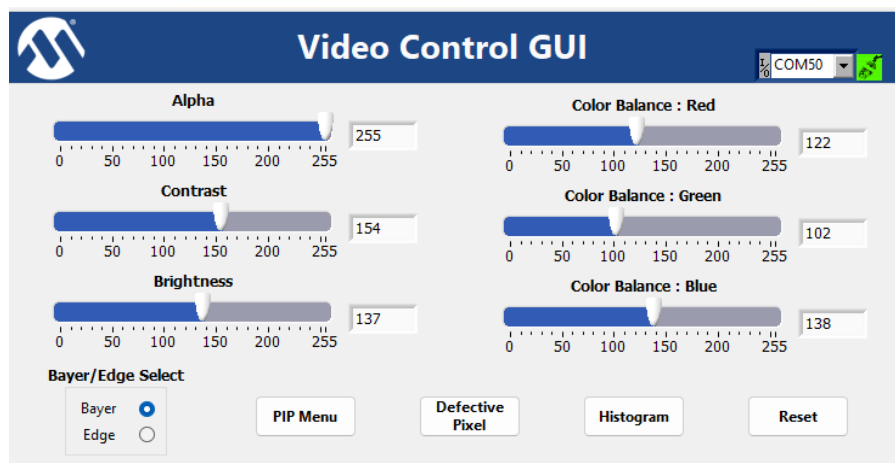 Video Control GUI
I/O COM50
Alpha
255
0 50 100 150 200 255
Contrast
154
0 50 100 150 200 255
Brightness
137
0 50 100 150 200 255
Color Balance : Red
122
0 50 100 150 200 255
Color Balance : Green
102
0 50 100 150 200 255
Color Balance : Blue
138
0 50 100 150 200 255
Bayer/Edge Select
Bayer
Edge
PIP Menu
Defective
Pixel
Histogram
Reset